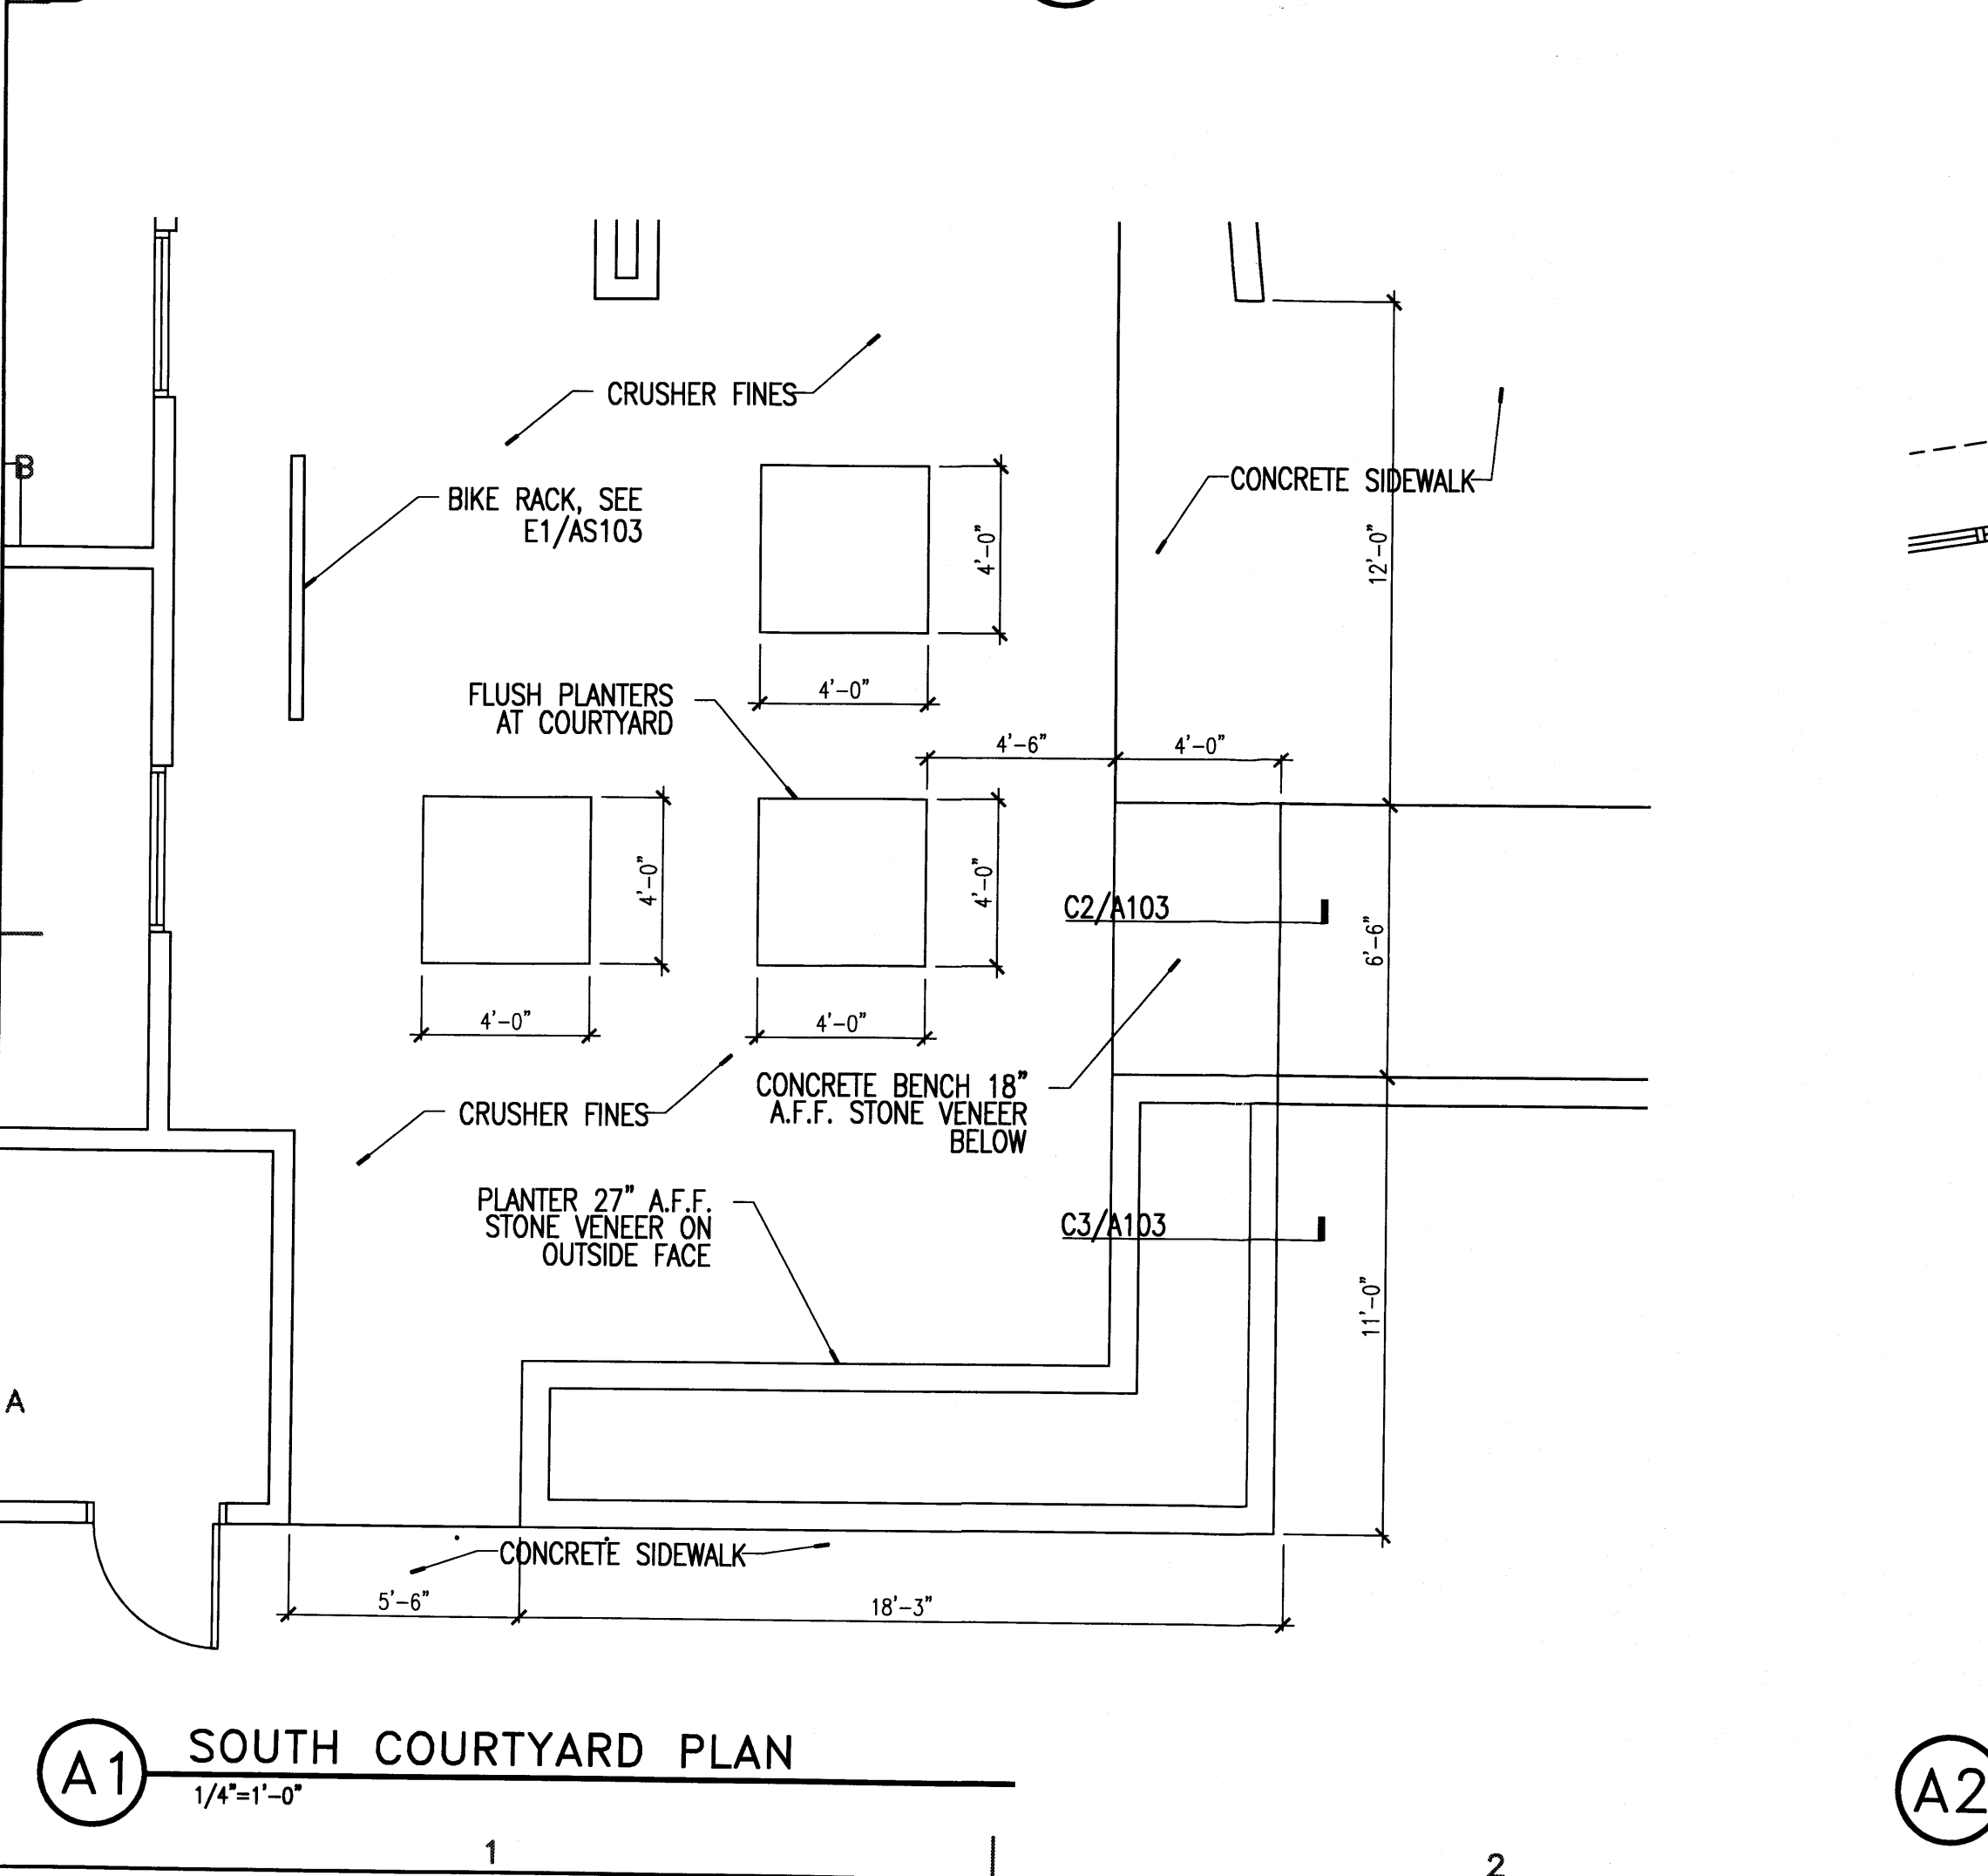 CRUSHER FINES
B
CONCRETE SIDEWALK
BIKE RACK, SEE
E1/AS103
4'-0"
12'-0"
4'-0"
FLUSH PLANTERS
AT COURTYARD
4'-6"
4'-0"
4'-0"
4'-0"
C2/A103
6'-6"
4'-0"
4'-0"
CONCRETE BENCH 18"
A.F.F. STONE VENEER
BELOW
CRUSHER FINES
PLANTER 27" A.F.F.
STONE VENEER ON
OUTSIDE FACE
C3/A103
11'-0"
A
CONCRETE SIDEWALK
5'-6"
18'-3"
A1
SOUTH COURTYARD PLAN
1/4"=1'-0"
A2
1
2